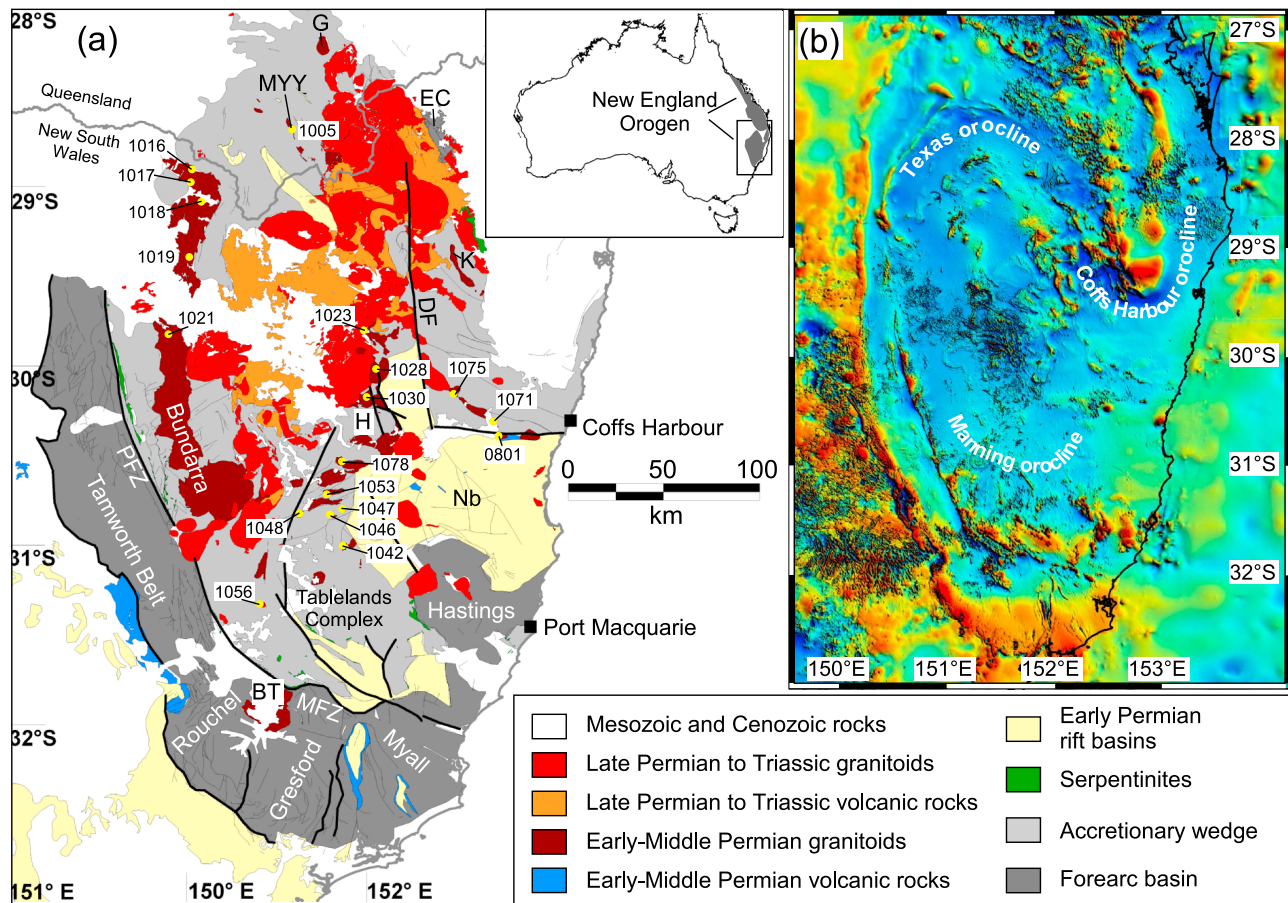 28°S
(a)
G
MYY
EC
Queensland
1005
New South
Wales
1016
1017
29°S
1018
1019
K
DF
1021
1023
1028
1075
30°S
1030
1071
H
Coffs Harbour
0801
Bundarra
PFZ
1078
Nb
1053
Tamworth Belt
1047
1048
1046
31°S
1042
1056
Tablelands
Complex
Hastings
Port Macquarie
BT
MFZ
Rouchel
32°S
Myall
Gresford
151° E
150° E
152° E
0 50 100
km
New England
Orogen
(b)
27°S
28°S
Texas orocline
29°S
Coffs Harbour orocline
30°S
Manning orocline
31°S
32°S
150°E
151°E
152°E
153°E
Mesozoic and Cenozoic rocks
Late Permian to Triassic granitoids
Late Permian to Triassic volcanic rocks
Early-Middle Permian granitoids
Early-Middle Permian volcanic rocks
Early Permian
rift basins
Serpentinites
Accretionary wedge
Forearc basin